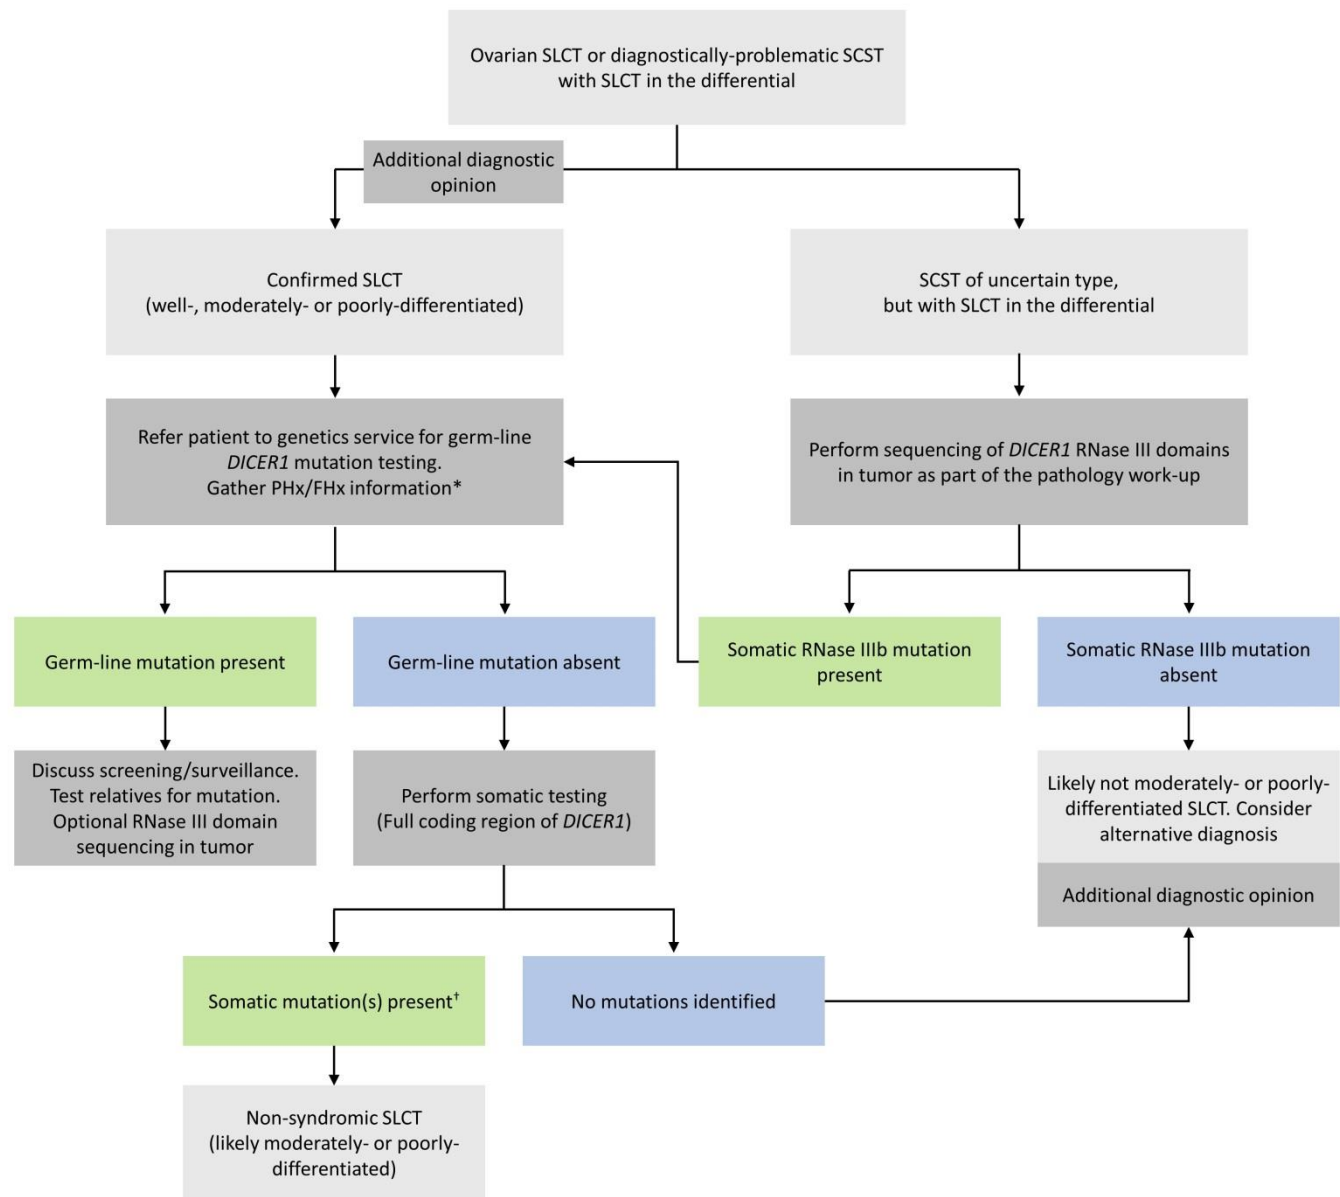 Ovarian SLCT or diagnostically-problematic SCST
with SLCT in the differential
Additional diagnostic
opinion
Confirmed SLCT
(well-, moderately- or poorly-differentiated)
SCST of uncertain type,
but with SLCT in the differential
Refer patient to genetics service for germ-line
DICER1 mutation testing.
Gather PHx/FHx information*
Perform sequencing of DICER1 RNase III domains
in tumor as part of the pathology work-up
Germ-line mutation present
Germ-line mutation absent
Somatic RNase IIIb mutation
present
Somatic RNase IIIb mutation
absent
Discuss screening/surveillance.
Test relatives for mutation.
Optional RNase III domain
sequencing in tumor
Perform somatic testing
(Full coding region of DICER1)
Likely not moderately- or poorly-
differentiated SLCT. Consider
alternative diagnosis
Additional diagnostic opinion
Somatic mutation(s) present†
No mutations identified
Non-syndromic SLCT
(likely moderately- or poorly-
differentiated)